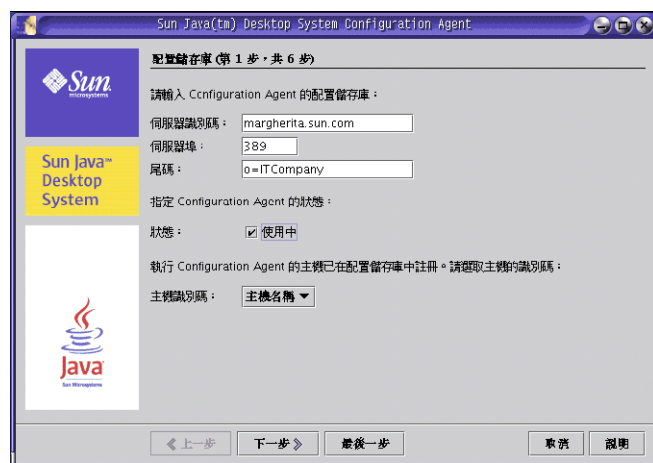 Sun Java(tm) Desktop System Configuration Agent
Sun
microsystems
Sun Java™
Desktop
System
Java
Sun Microsystems
配置儲存庫 (第 1 步，共 6 步)
請輸入 Configuration Agent 的配置儲存庫：
伺服器識別碼： margherita.sun.com
伺服器埠： 389
尾碼： o=ITCompany
指定 Configuration Agent 的狀態：
狀態： 使用中
執行 Configuration Agent 的主機已在配置儲存庫中註冊。請選取主機的識別碼：
主機識別碼： 主機名稱
上一步 下一步 最後一步 取消 說明